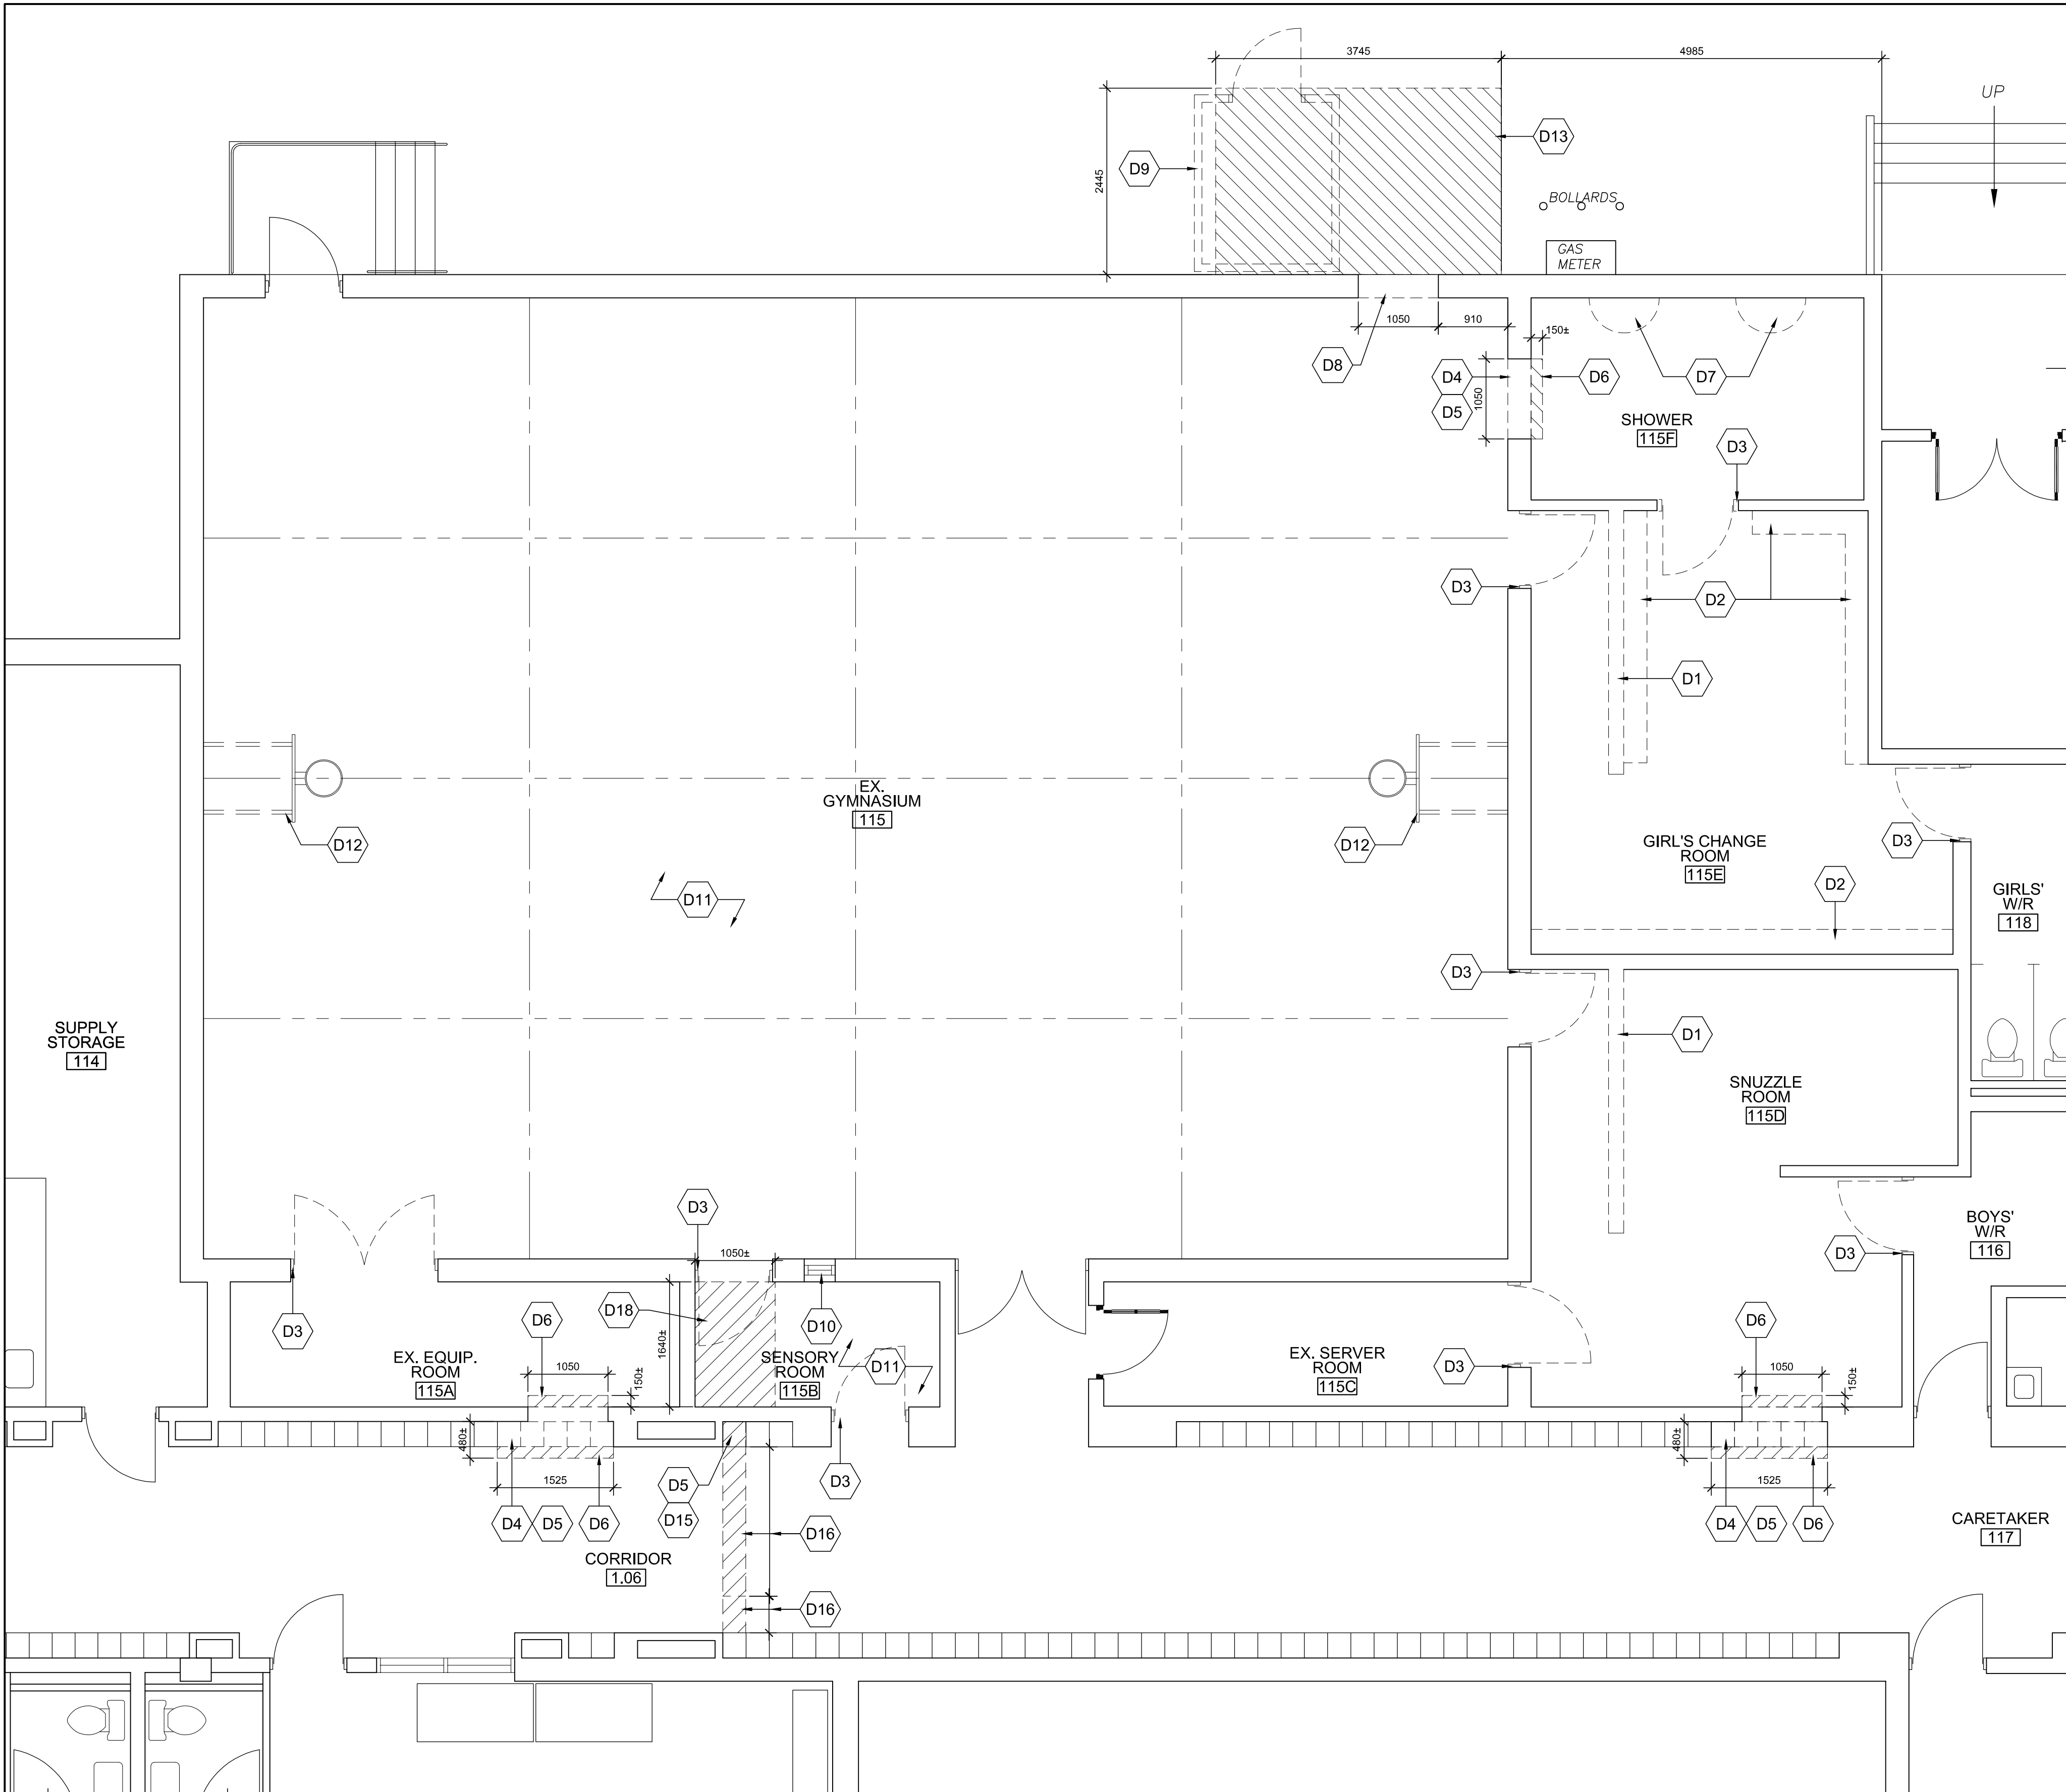 3745
4985
UP
D13
D9
2445
BOLLARDS
GAS
METER
1050
910
150±
D8
D4
D6
D7
D5
1050
SHOWER
115F
D3
D3
D2
D1
EX.
GYMNASIUM
115
D12
D12
GIRL'S CHANGE
ROOM
115E
D3
D2
GIRLS'
W/R
118
D11
D3
SUPPLY
STORAGE
114
D1
SNUZZLE
ROOM
115D
D3
BOYS'
W/R
116
1050±
D3
D18
D10
D3
D6
1640±
D6
EX. EQUIP.
ROOM
115A
SENSORY
ROOM
115B
D11
EX. SERVER
ROOM
115C
D3
1050
150±
1050
150±
480±
480±
1525
D5
D15
D3
1525
D4
D5
D6
D16
D4
D5
D6
CARETAKER
117
CORRIDOR
1.06
D16